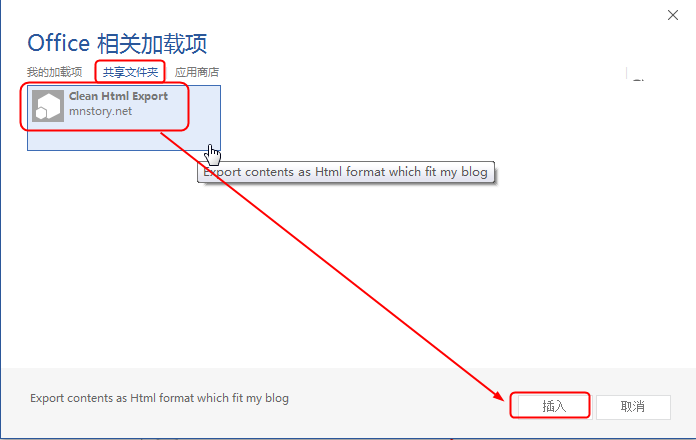 Office 相关加载项
我的加载项 共享文件夹 应用商店
Clean Html Export
mnstory.net
Export contents as Html format which fit my blog
Export contents as Html format which fit my blog
插入 取消